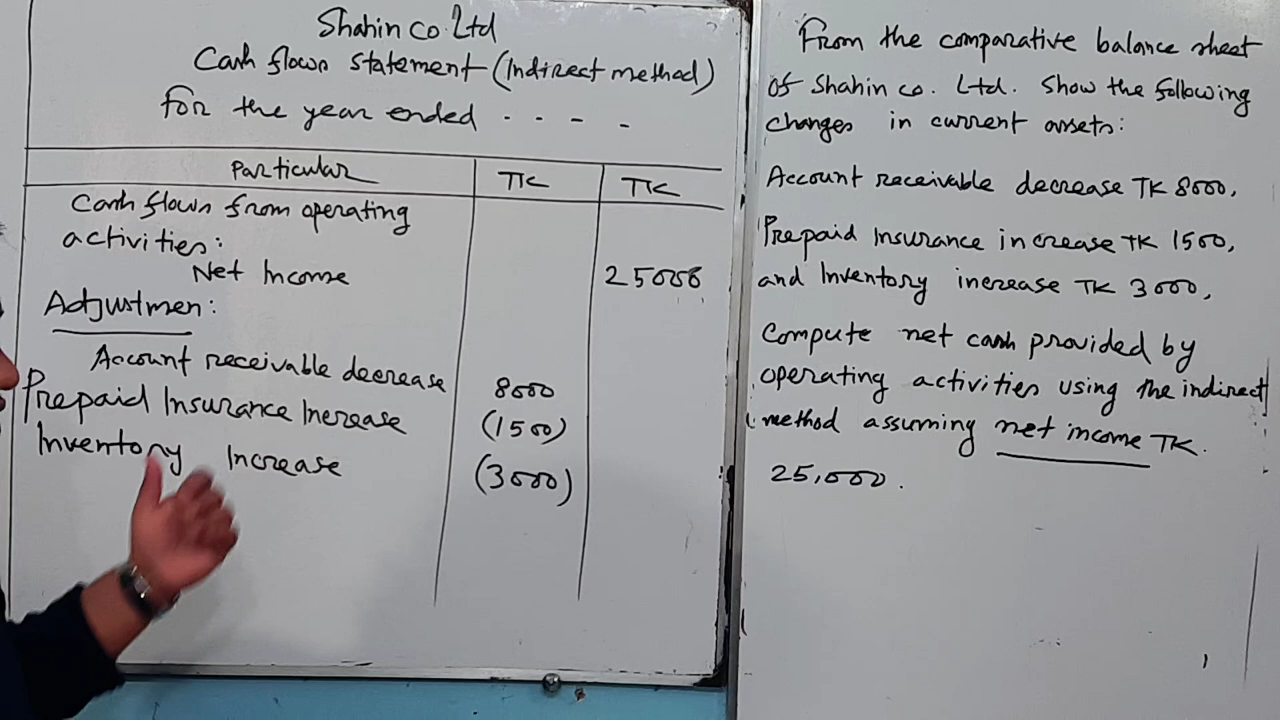 Shahin Co. Ltd
Cash flows statement (Indirect method)
For the year ended - - - -
Particular TK TK
Cash flows from operating
activities:
Net Income 25000
Adjustmen:
Account receivable decrease 8000
Prepaid Insurance Increase (1500)
Inventory Increase (3000)
From the comparative balance sheet
of Shahin co. Ltd. Show the following
changes in current assets:
Account receivable decrease TK 8000,
Prepaid Insurance increase TK 1500,
and Inventory increase TK 3000,
Compute net cash provided by
operating activities using the indirect
method assuming net income TK.
25,000.